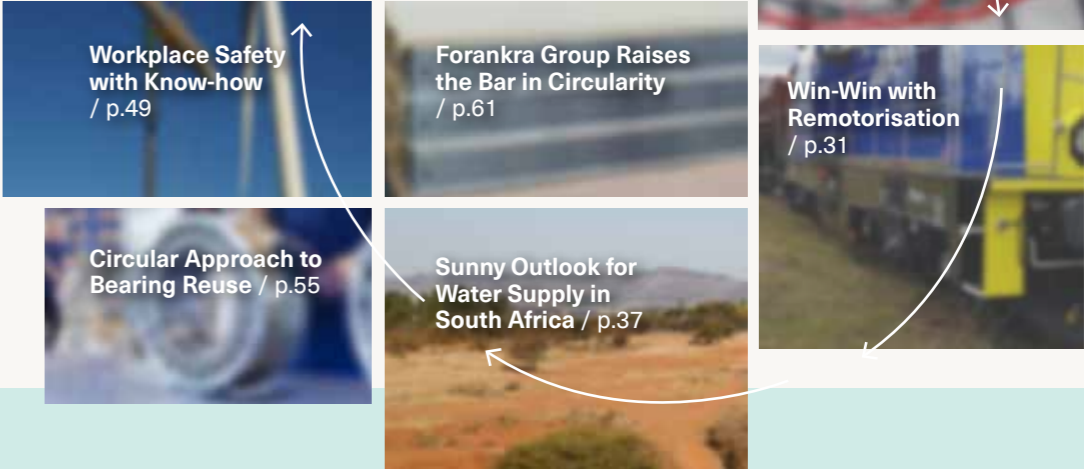 Workplace Safety
with Know-how
/ p.49
Forankra Group Raises
the Bar in Circularity
/ p.61
Win-Win with
Remotorisation
/ p.31
Circular Approach to
Bearing Reuse / p.55
Sunny Outlook for
Water Supply in
South Africa / p.37